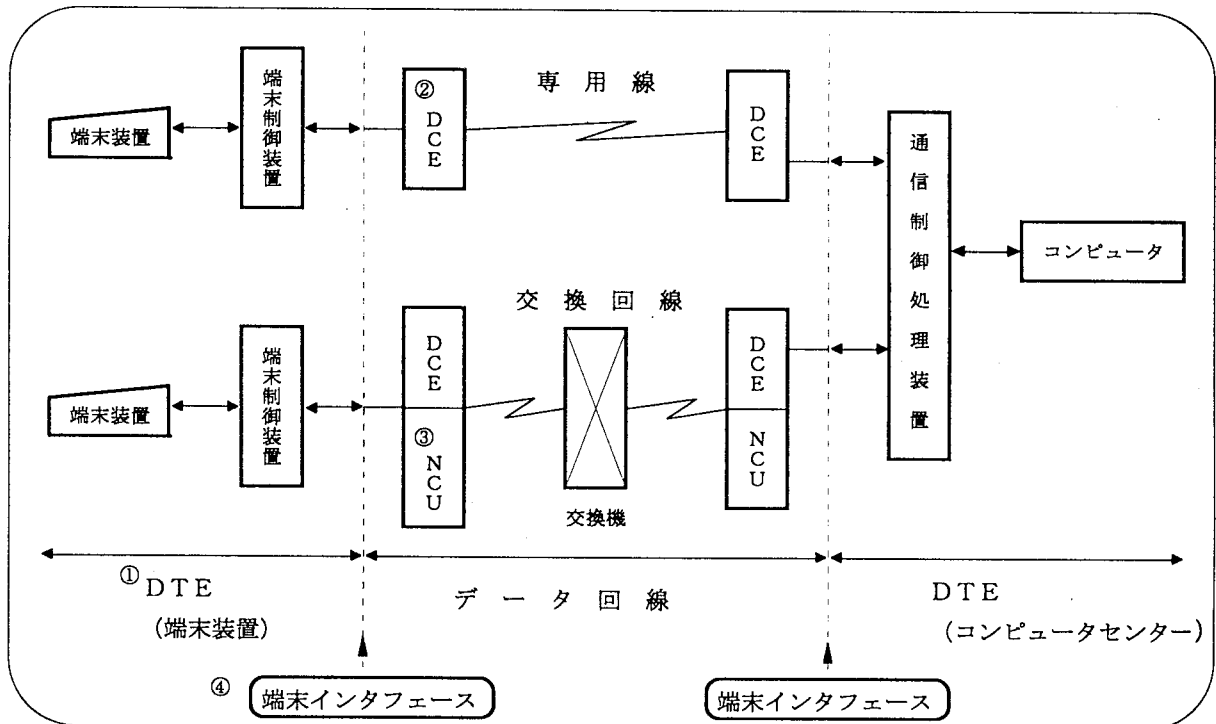 専用線
端末装置
端末制御装置
② DCE
DCE
通信制御処理装置
コンピュータ
交換回線
端末装置
端末制御装置
DCE
③ NCU
交換機
DCE
NCU
① DTE
(端末装置)
データ回線
DTE
(コンピュータセンター)
④ 端末インタフェース
端末インタフェース